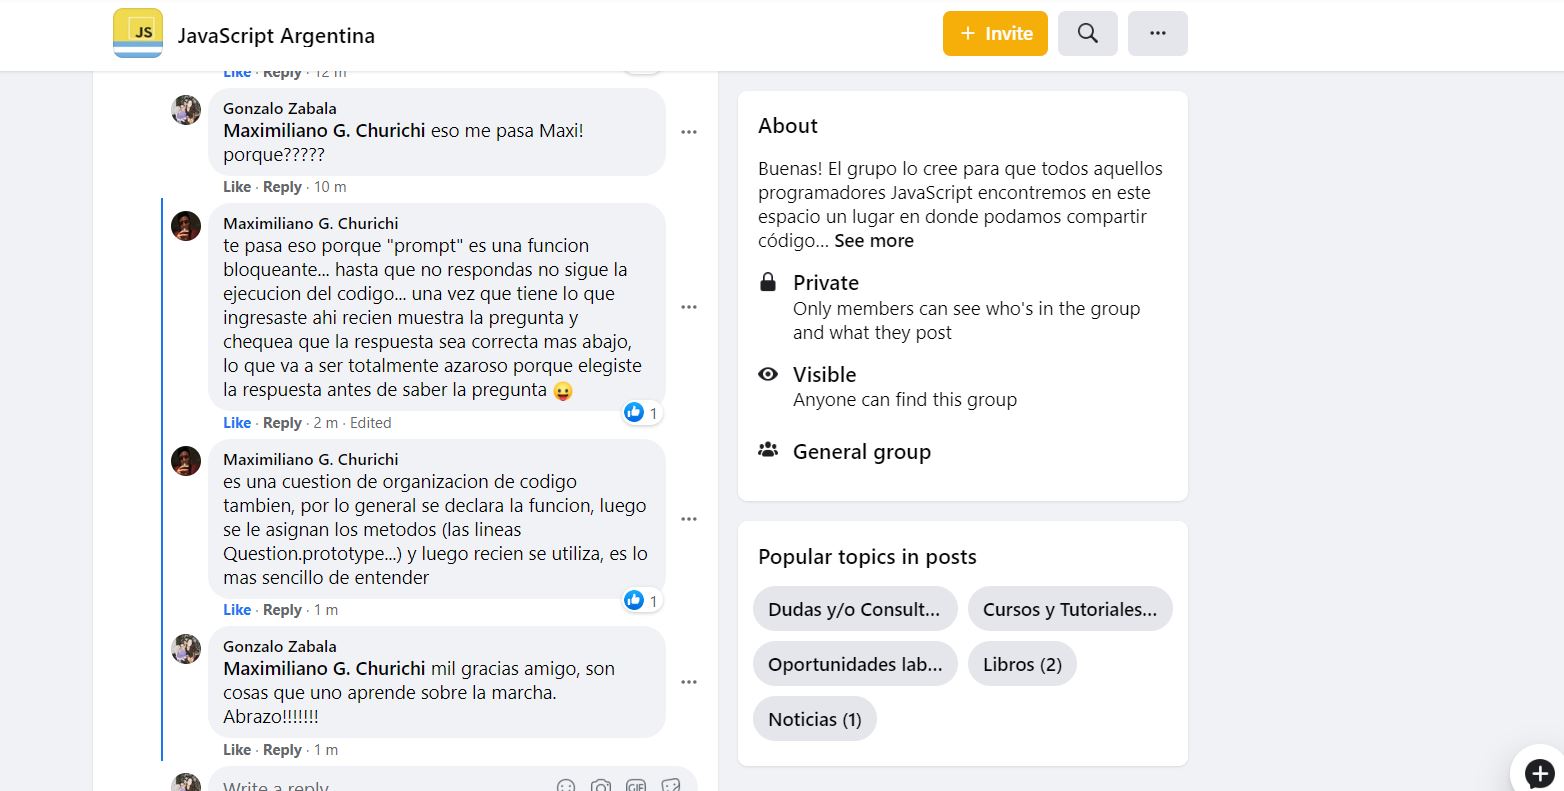 JS
JavaScript Argentina
+ Invite
Like · Reply · 12 m
Gonzalo Zabala
Maximiliano G. Churichi eso me pasa Maxi!
porque?????
Like · Reply · 10 m
Maximiliano G. Churichi
te pasa eso porque "prompt" es una funcion
bloqueante... hasta que no respondas no sigue la
ejecucion del codigo... una vez que tiene lo que
ingresaste ahi recien muestra la pregunta y
chequea que la respuesta sea correcta mas abajo,
lo que va a ser totalmente azaroso porque elegiste
la respuesta antes de saber la pregunta 😛
1
Like · Reply · 2 m · Edited
Maximiliano G. Churichi
es una cuestion de organizacion de codigo
tambien, por lo general se declara la funcion, luego
se le asignan los metodos (las lineas
Question.prototype...) y luego recien se utiliza, es lo
mas sencillo de entender
1
Like · Reply · 1 m
Gonzalo Zabala
Maximiliano G. Churichi mil gracias amigo, son
cosas que uno aprende sobre la marcha.
Abrazo!!!!!!!
Like · Reply · 1 m
Write a reply
GIF
About
Buenas! El grupo lo cree para que todos aquellos
programadores JavaScript encontremos en este
espacio un lugar en donde podamos compartir
código... See more
Private
Only members can see who's in the group
and what they post
Visible
Anyone can find this group
General group
Popular topics in posts
Dudas y/o Consult...
Cursos y Tutoriales...
Oportunidades lab...
Libros (2)
Noticias (1)